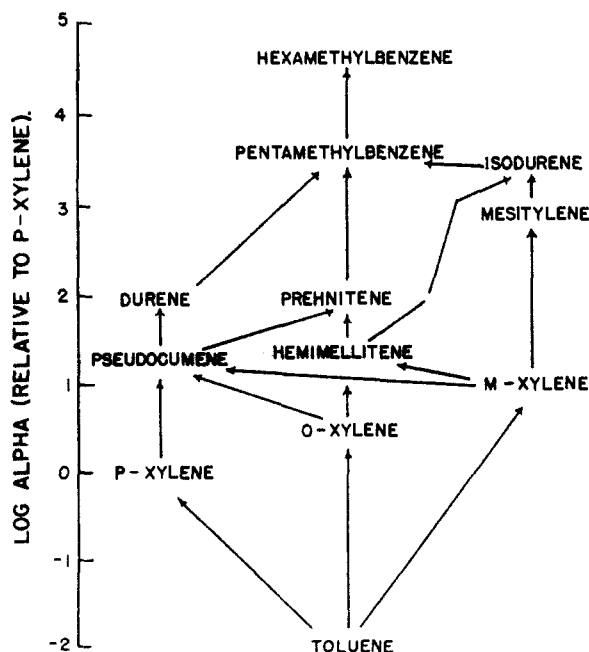 LOG ALPHA (RELATIVE TO P-XYLENE).
5
4
3
2
1
0
-1
-2
HEXAMETHYLBENZENE
PENTAMETHYLBENZENE
ISODURENE
MESITYLENE
DURENE
PREHNITENE
PSEUDOCUMENE
HEMIMELLITENE
M-XYLENE
O-XYLENE
P-XYLENE
TOLUENE